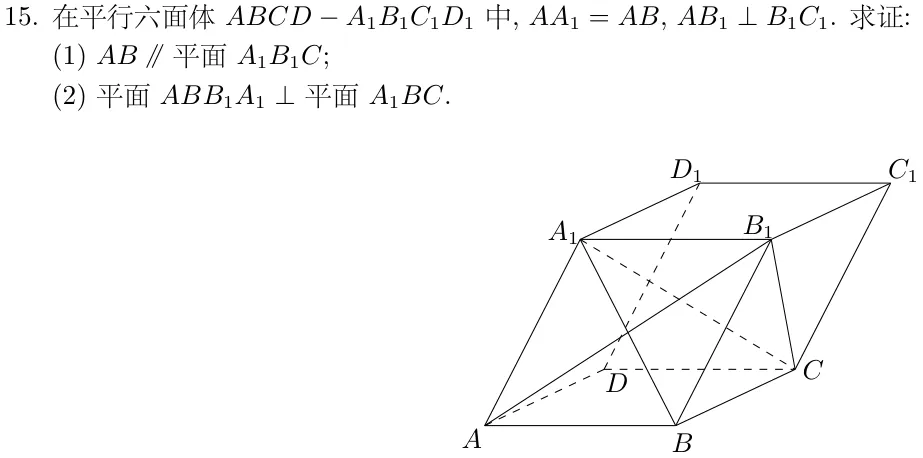 15. 在平行六面体 ABCD − A₁B₁C₁D₁ 中, AA₁ = AB, AB₁ ⊥ B₁C₁. 求证:
(1) AB ∥ 平面 A₁B₁C;
(2) 平面 ABB₁A₁ ⊥ 平面 A₁BC.
D₁ C₁
A₁ B₁
D C
A B